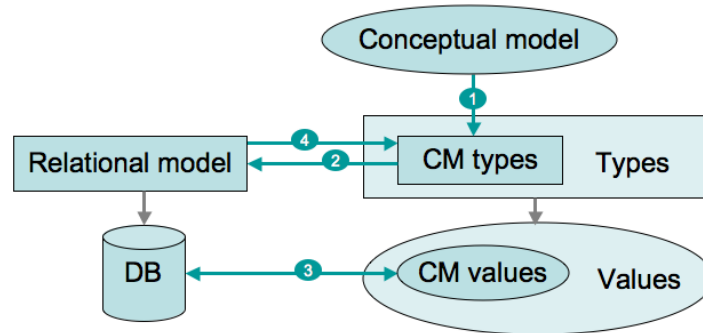 Conceptual model
1
4
Relational model
2
CM types
Types
DB
3
CM values
Values